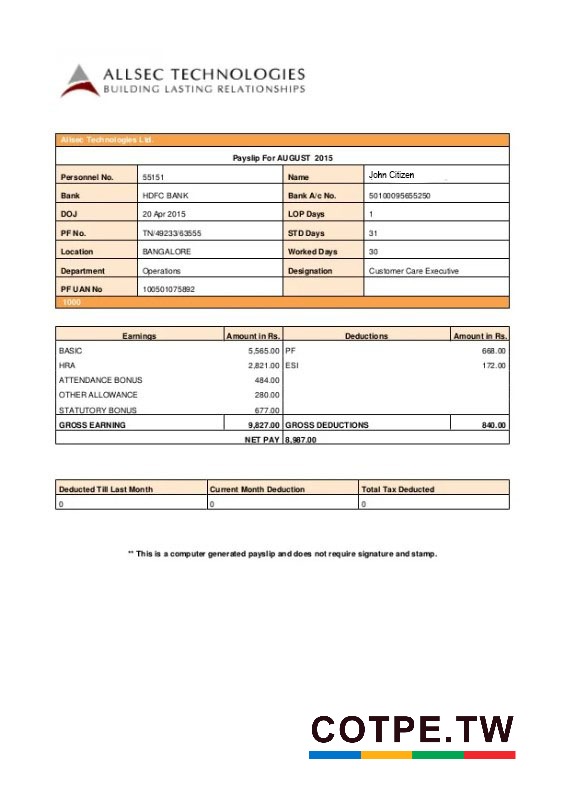 ALLSEC TECHNOLOGIES
BUILDING LASTING RELATIONSHIPS
Allsec Technologies Ltd.
Payslip For AUGUST 2015
Personnel No. 55151 Name John Citizen
Bank HDFC BANK Bank A/c No. 50100095655250
DOJ 20 Apr 2015 LOP Days 1
PF No. TN/49233/63555 STD Days 31
Location BANGALORE Worked Days 30
Department Operations Designation Customer Care Executive
PF UAN No 100501075892
1000
Earnings Amount in Rs. Deductions Amount in Rs.
BASIC 5,565.00 PF 668.00
HRA 2,821.00 ESI 172.00
ATTENDANCE BONUS 484.00
OTHER ALLOWANCE 280.00
STATUTORY BONUS 677.00
GROSS EARNING 9,827.00 GROSS DEDUCTIONS 840.00
NET PAY 8,987.00
Deducted Till Last Month Current Month Deduction Total Tax Deducted
0 0 0
** This is a computer generated payslip and does not require signature and stamp.
COTPE.TW